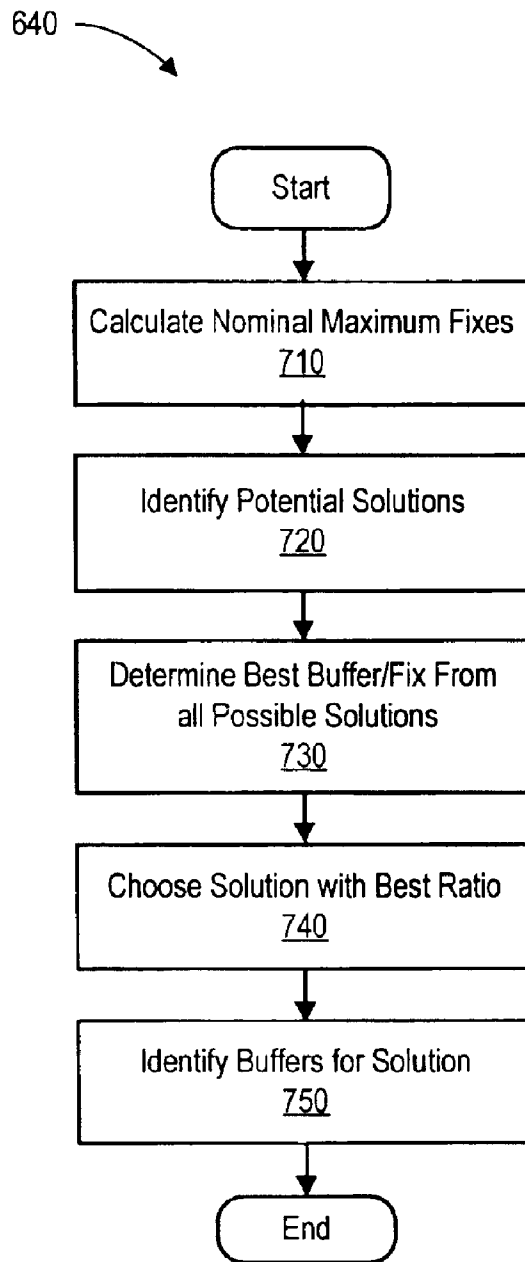 640
Start
Calculate Nominal Maximum Fixes
710
Identify Potential Solutions
720
Determine Best Buffer/Fix From
all Possible Solutions
730
Choose Solution with Best Ratio
740
Identify Buffers for Solution
750
End